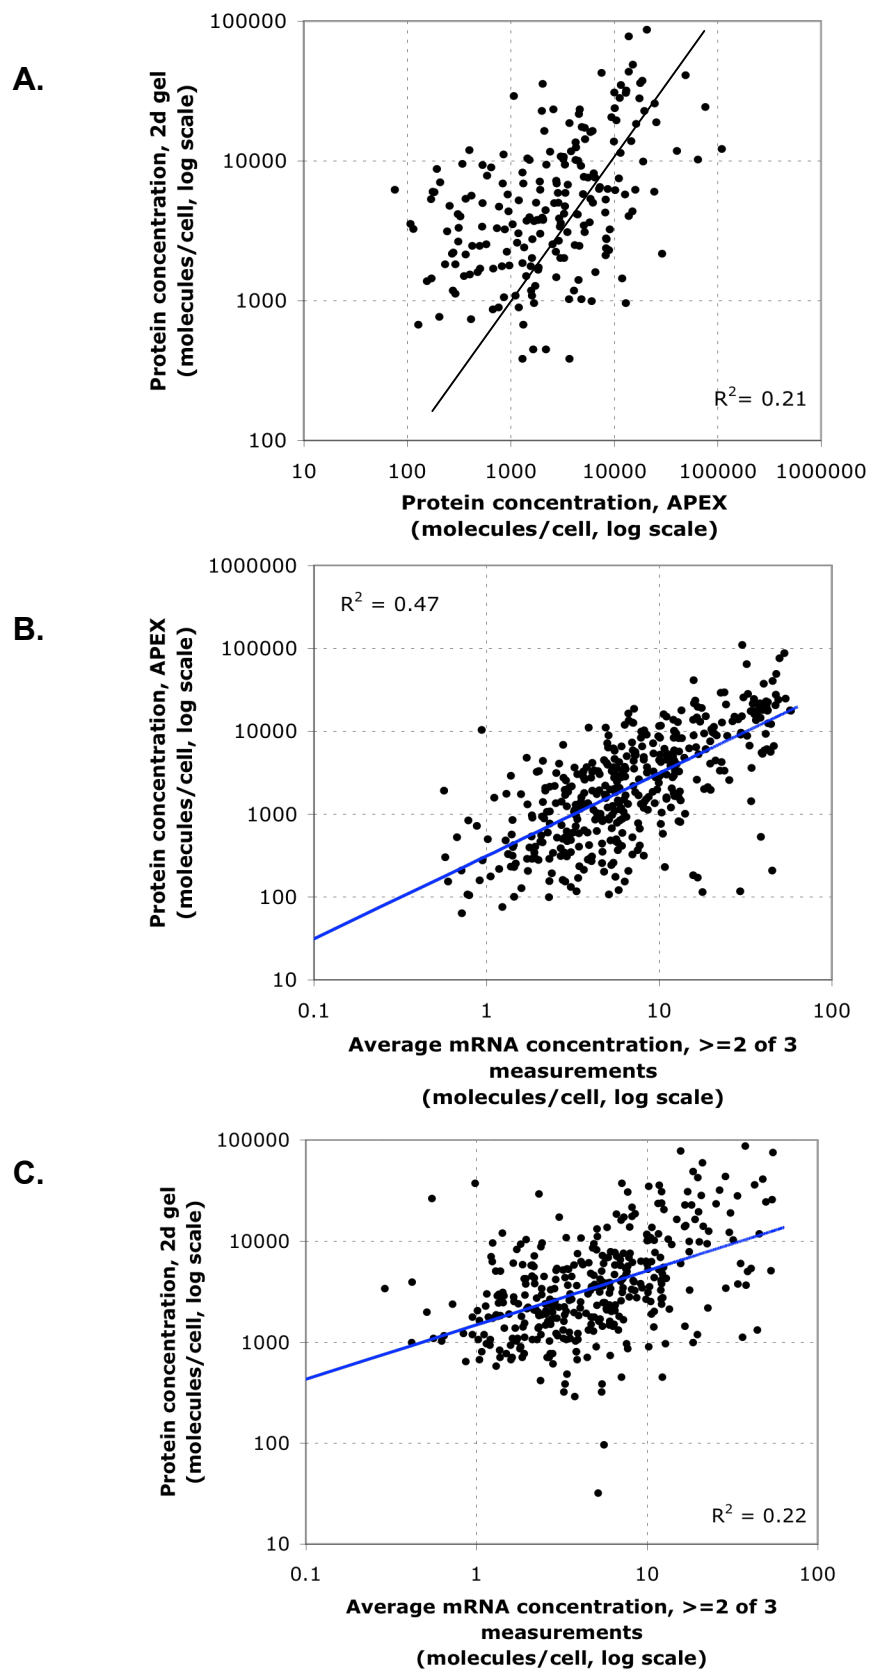 A.
Protein concentration, 2d gel
(molecules/cell, log scale)
100000
10000
1000
100
10 100 1000 10000 100000 1000000
R2= 0.21
Protein concentration, APEX
(molecules/cell, log scale)
B.
Protein concentration, APEX
(molecules/cell, log scale)
1000000
100000
10000
1000
100
10
R2 = 0.47
0.1 1 10 100
Average mRNA concentration, >=2 of 3
measurements
(molecules/cell, log scale)
C.
Protein concentration, 2d gel
(molecules/cell, log scale)
100000
10000
1000
100
10
R2 = 0.22
0.1 1 10 100
Average mRNA concentration, >=2 of 3
measurements
(molecules/cell, log scale)